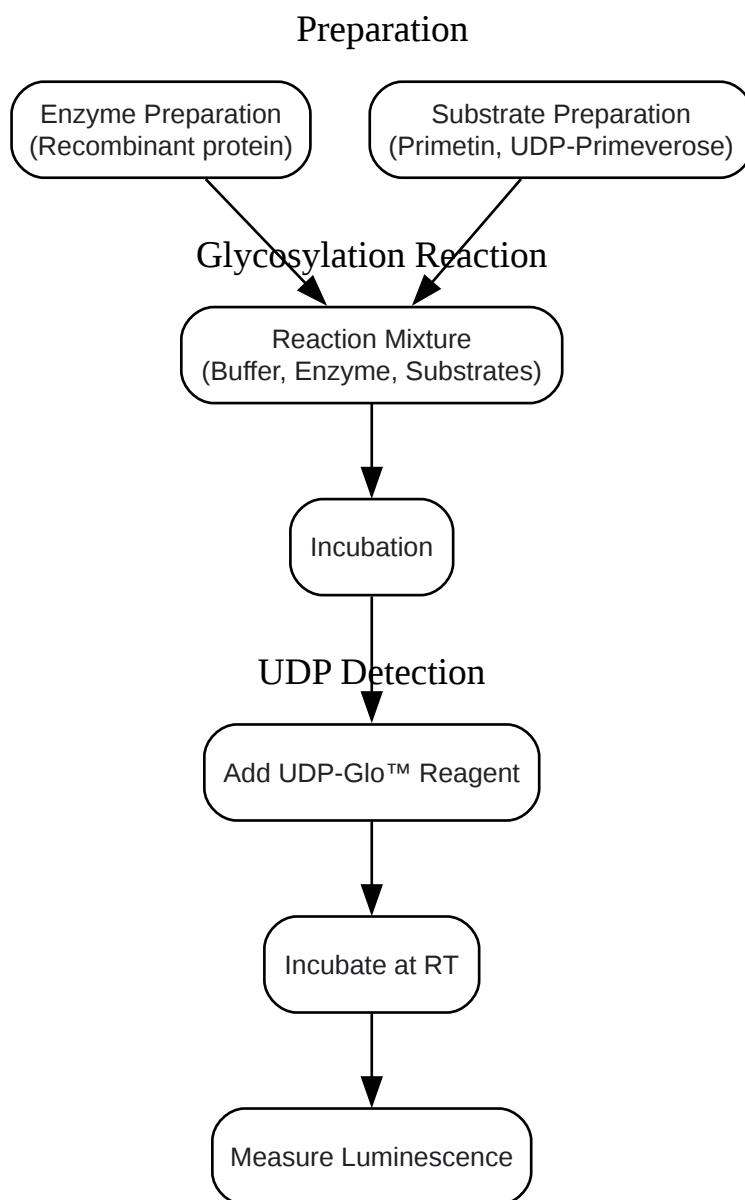 Preparation
Enzyme Preparation
(Recombinant protein)
Substrate Preparation
(Primetin, UDP-Primeverose)
Glycosylation Reaction
Reaction Mixture
(Buffer, Enzyme, Substrates)
Incubation
UDP Detection
Add UDP-Glo™ Reagent
Incubate at RT
Measure Luminescence